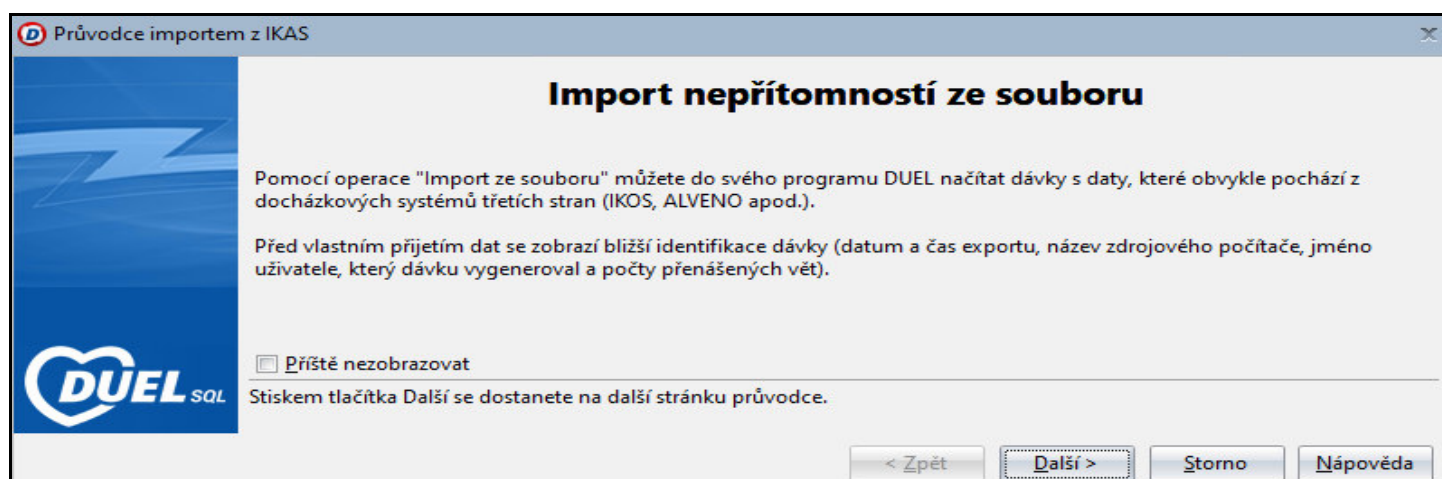 Průvodce importem z IKAS
Import nepřítomností ze souboru
Pomocí operace "Import ze souboru" můžete do svého programu DUEL načítat dávky s daty, které obvykle pochází z
docházkových systémů třetích stran (IKOS, ALVENO apod.).
Před vlastním přijetím dat se zobrazí bližší identifikace dávky (datum a čas exportu, název zdrojového počítače, jméno
uživatele, který dávku vygeneroval a počty přenášených vět).
Příště nezobrazovat
DUEL SQL
Stiskem tlačítka Další se dostanete na další stránku průvodce.
< Zpět Další > Storno Nápověda